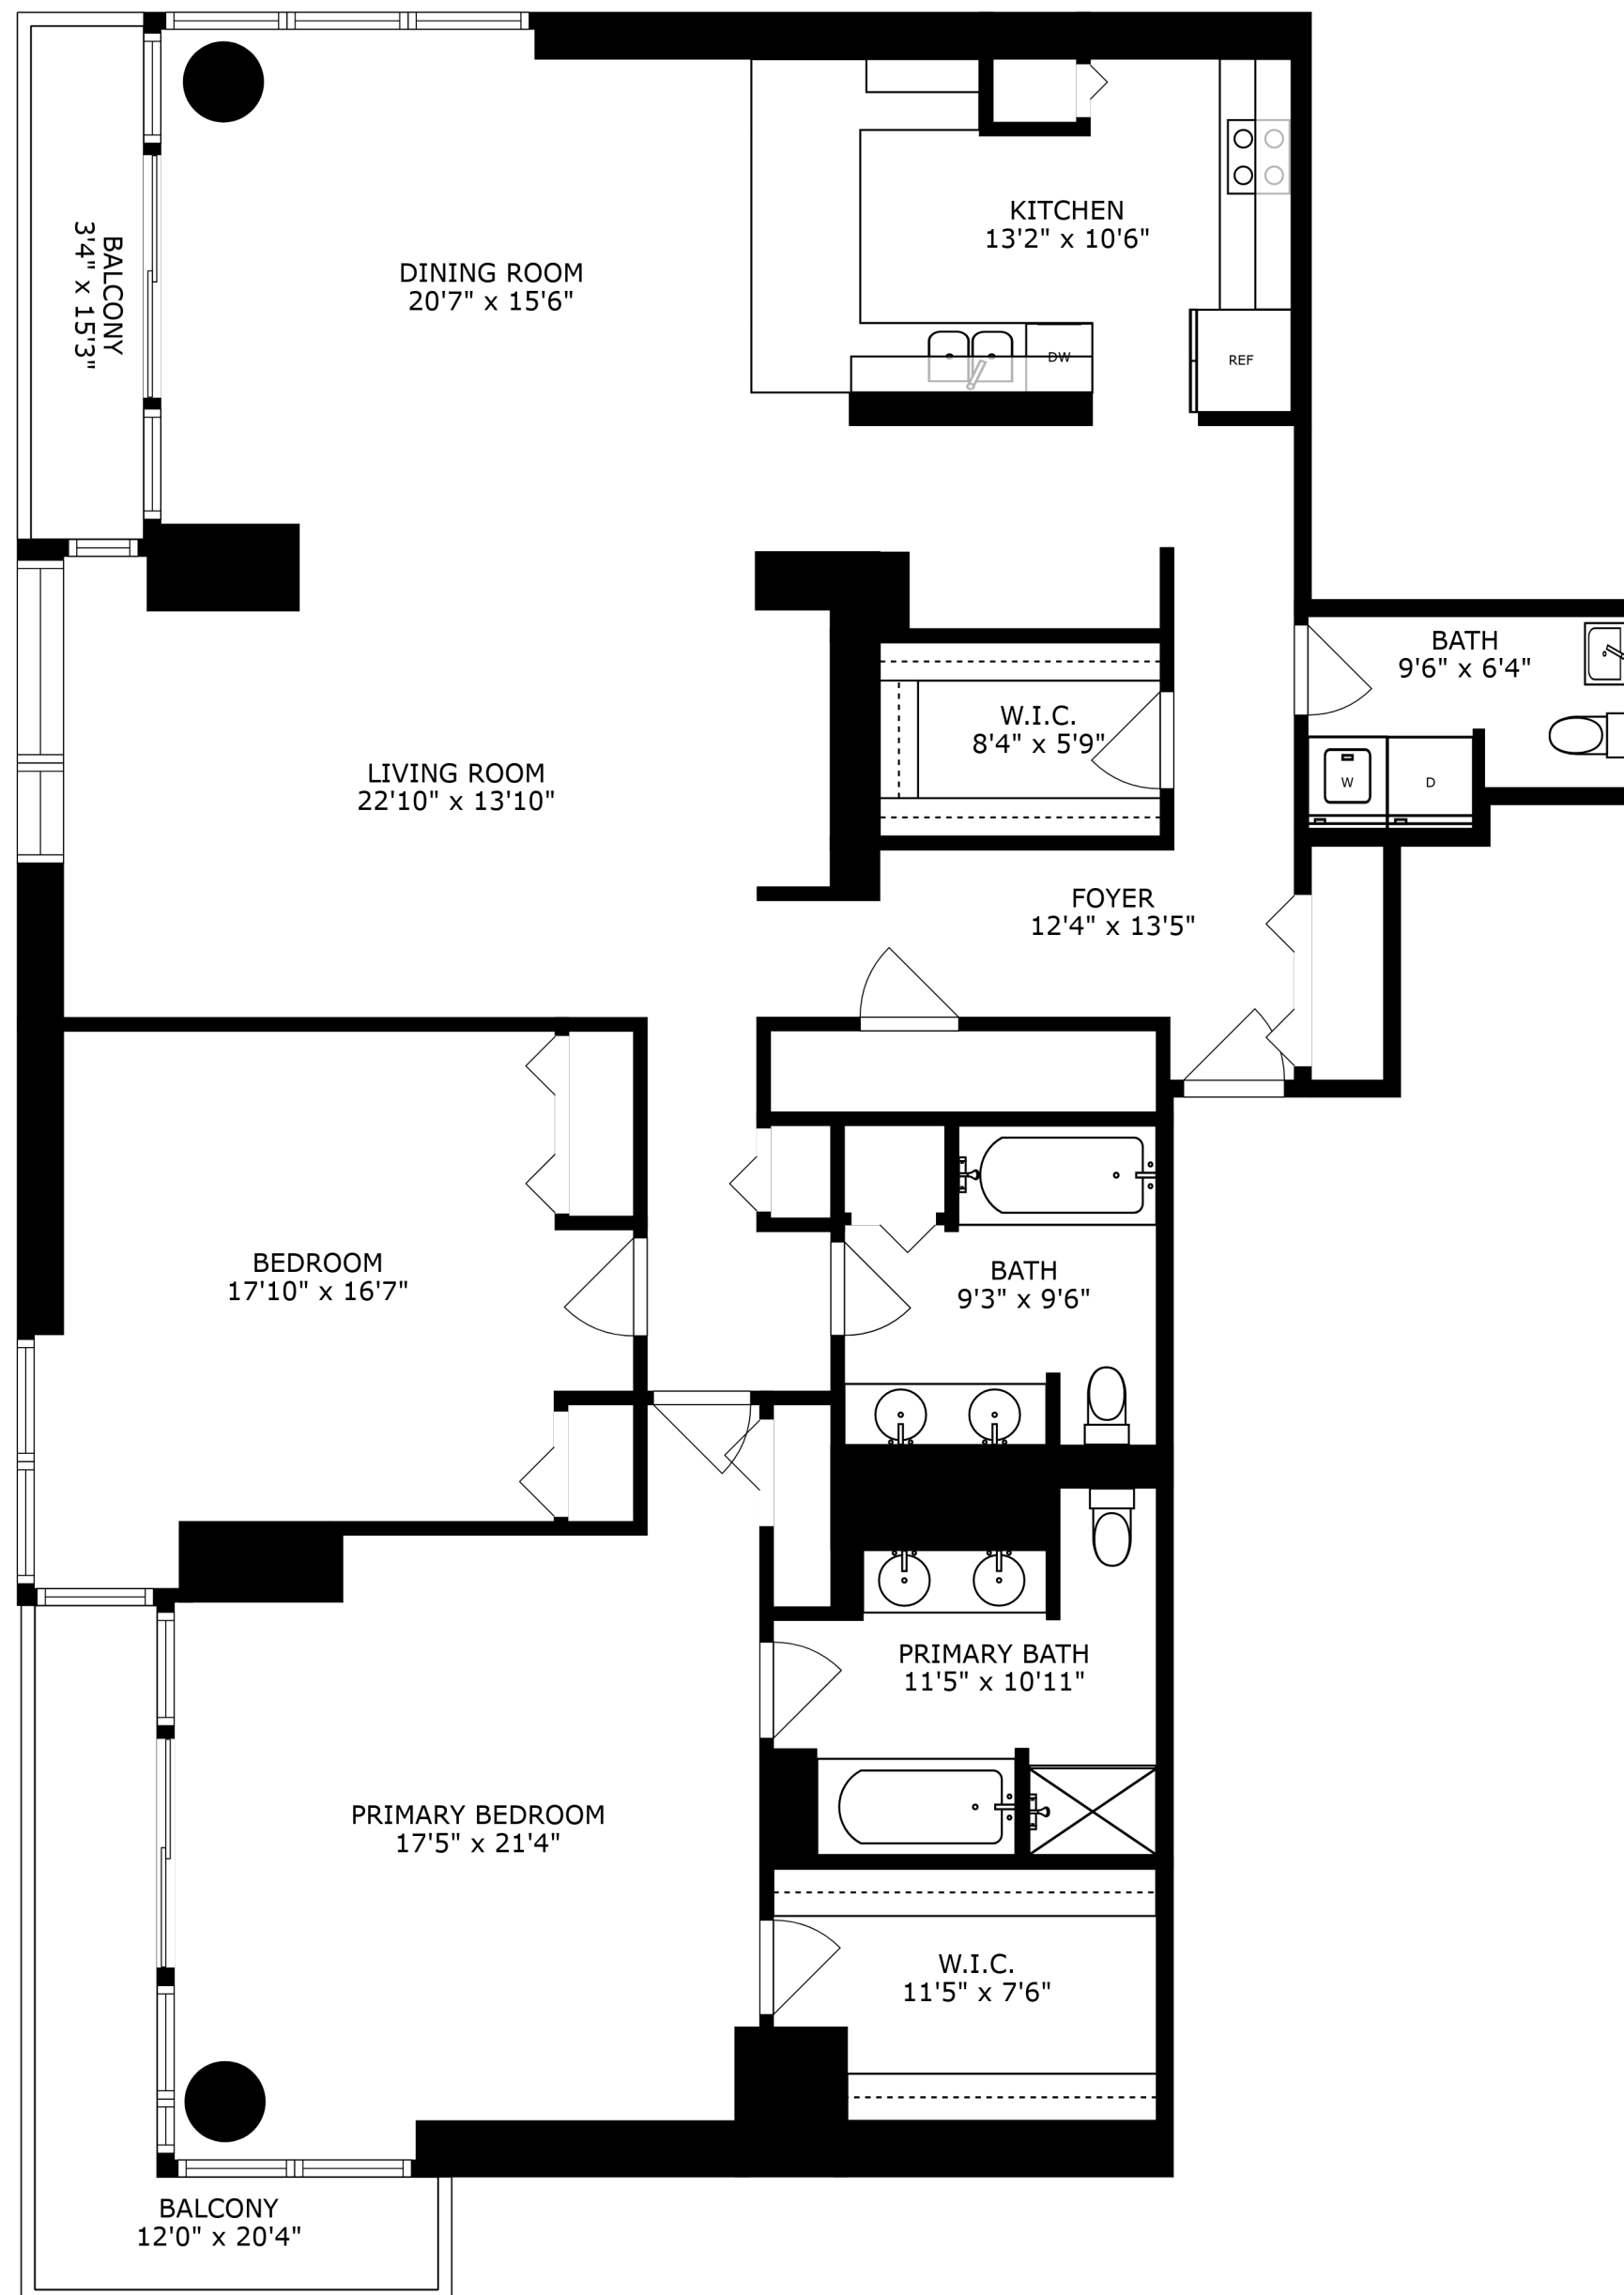 KITCHEN
13'2" x 10'6"
BALCONY
3'4" x 15'3"
DINING ROOM
20'7" x 15'6"
DW
REF
BATH
9'6" x 6'4"
W.I.C.
8'4" x 5'9"
LIVING ROOM
22'10" x 13'10"
W
D
FOYER
12'4" x 13'5"
BEDROOM
17'10" x 16'7"
BATH
9'3" x 9'6"
PRIMARY BATH
11'5" x 10'11"
PRIMARY BEDROOM
17'5" x 21'4"
W.I.C.
11'5" x 7'6"
BALCONY
12'0" x 20'4"